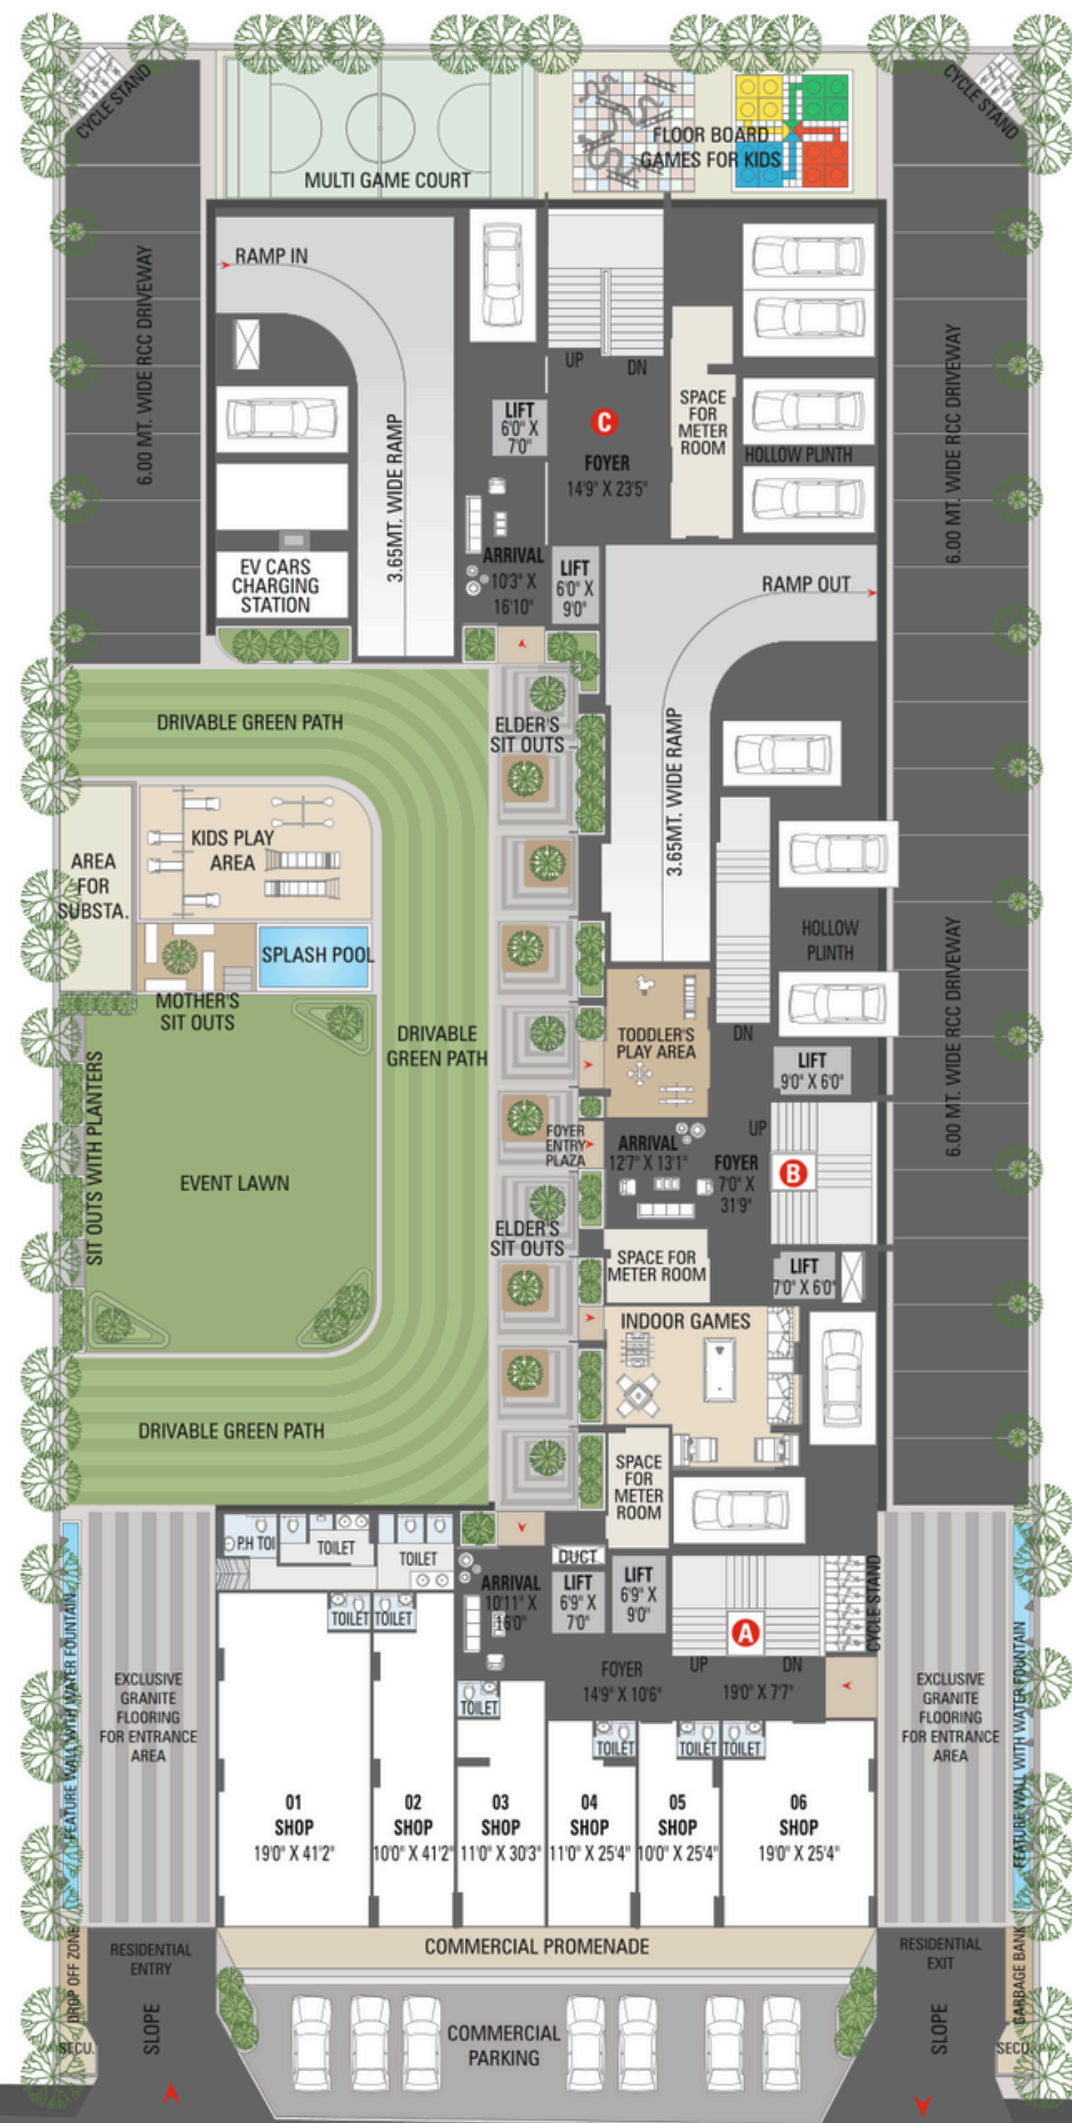 CYCLE STAND
MULTI GAME COURT
FLOOR BOARD
GAMES FOR KIDS
CYCLE STAND
6.00 MT. WIDE RCC DRIVEWAY
RAMP IN
3.65MT. WIDE RAMP
UP
DN
LIFT
6'0" X
7'0"
C
FOYER
14'9" X 23'5"
SPACE
FOR
METER
ROOM
HOLLOW PLINTH
6.00 MT. WIDE RCC DRIVEWAY
EV CARS
CHARGING
STATION
ARRIVAL
10'3" X
16'10"
LIFT
6'0" X
9'0"
RAMP OUT
3.65MT. WIDE RAMP
DRIVABLE GREEN PATH
ELDER'S
SIT OUTS
KIDS PLAY
AREA
AREA
FOR
SUBSTA.
SPLASH POOL
MOTHER'S
SIT OUTS
DRIVABLE
GREEN PATH
HOLLOW
PLINTH
6.00 MT. WIDE RCC DRIVEWAY
TODDLER'S
PLAY AREA
DN
LIFT
9'0" X 6'0"
SIT OUTS WITH PLANTERS
EVENT LAWN
FOYER
ENTRY
PLAZA
ARRIVAL
12'7" X 13'1"
FOYER
7'0" X
31'9"
UP
B
ELDER'S
SIT OUTS
SPACE FOR
METER ROOM
LIFT
7'0" X 6'0"
INDOOR GAMES
DRIVABLE GREEN PATH
SPACE
FOR
METER
ROOM
P.H TOI
TOILET
TOILET
DUCT
ARRIVAL
10'11" X
16'0"
LIFT
6'9" X
7'0"
LIFT
6'9" X
9'0"
A
CYCLE STAND
TOILET
TOILET
UP
DN
FOYER
14'9" X 10'6"
19'0" X 7'7"
FEATURE WALL WITH WATER FOUNTAIN
EXCLUSIVE
GRANITE
FLOORING
FOR ENTRANCE
AREA
TOILET
TOILET
TOILET
TOILET
EXCLUSIVE
GRANITE
FLOORING
FOR ENTRANCE
AREA
FEATURE WALL WITH WATER FOUNTAIN
01
SHOP
19'0" X 41'2"
02
SHOP
10'0" X 41'2"
03
SHOP
11'0" X 30'3"
04
SHOP
11'0" X 25'4"
05
SHOP
10'0" X 25'4"
06
SHOP
19'0" X 25'4"
DROP OFF ZONE
RESIDENTIAL
ENTRY
COMMERCIAL PROMENADE
RESIDENTIAL
EXIT
GARBAGE BANK
SLOPE
SECU.
COMMERCIAL
PARKING
SLOPE
SECU.